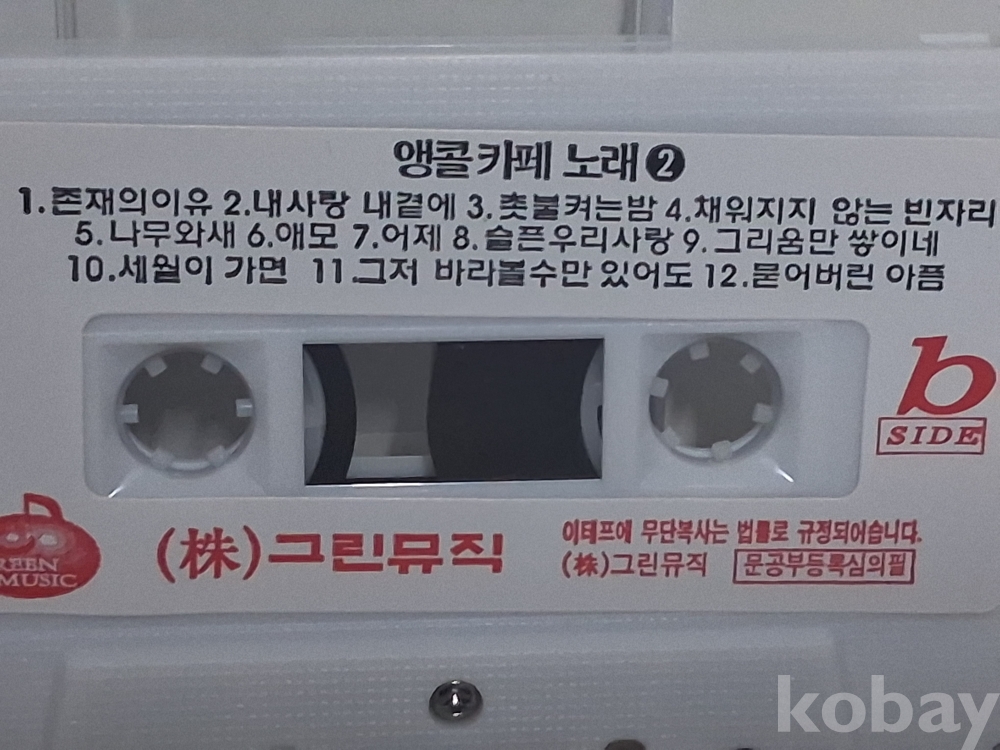 앵콜 카페 노래 ❷
1.존재의이유 2.내사랑 내곁에 3.촛불켜는밤 4.채워지지 않는 빈자리
5.나무와새 6.애모 7.어제 8.슬픈우리사랑 9.그리움만 쌓이네
10.세월이 가면 11.그저 바라볼수만 있어도 12.묻어버린 아픔
b
SIDE
REEN
MUSIC
(株)그린뮤직
이테프에 무단복사는 법률로 규정되어습니다.
(株)그린뮤직 문공부등록심의필
kobay